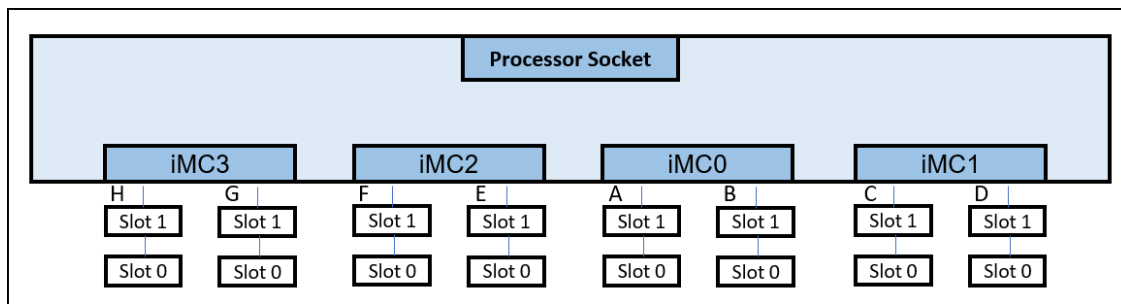 Processor Socket
iMC3 iMC2 iMC0 iMC1
H G F E A B C D
Slot 1 Slot 1 Slot 1 Slot 1 Slot 1 Slot 1 Slot 1 Slot 1
Slot 0 Slot 0 Slot 0 Slot 0 Slot 0 Slot 0 Slot 0 Slot 0